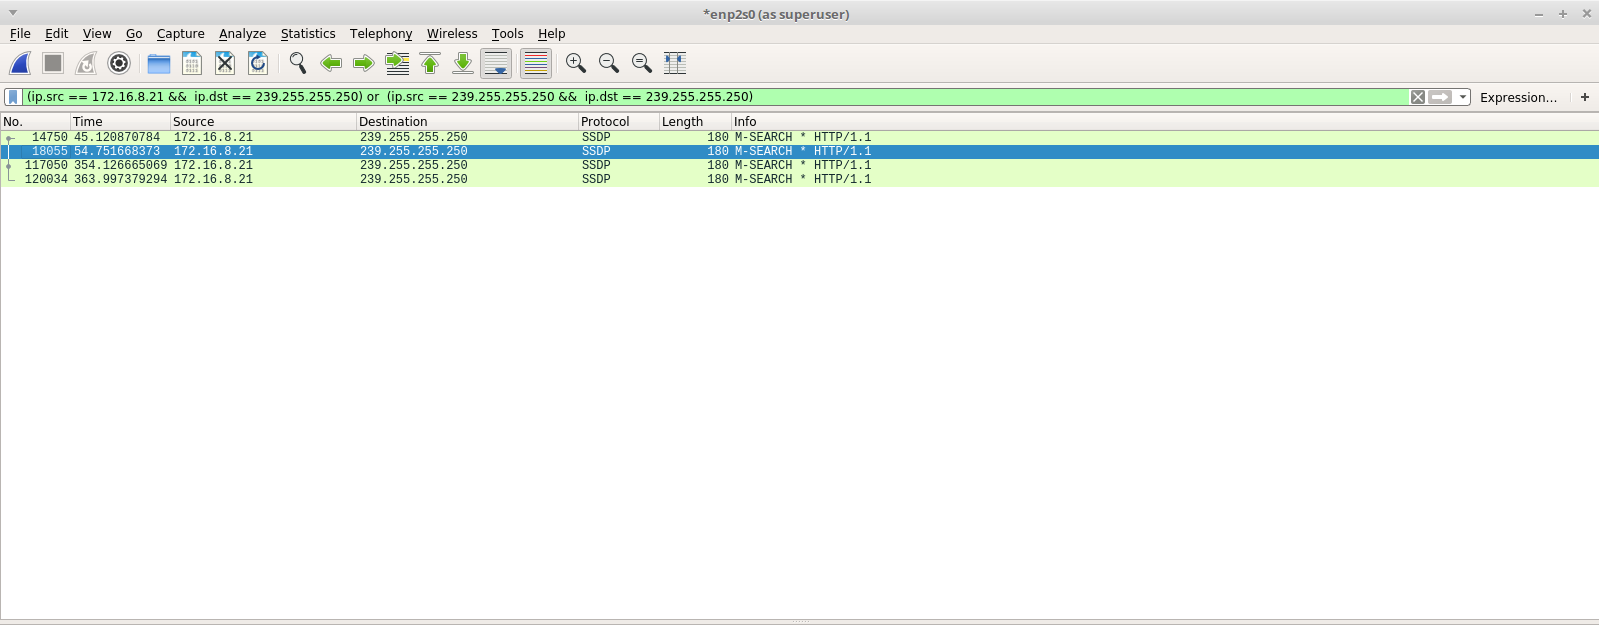 *enp2s0 (as superuser)
File Edit View Go Capture Analyze Statistics Telephony Wireless Tools Help
(ip.src == 172.16.8.21 &&  ip.dst == 239.255.255.250) or  (ip.src == 239.255.255.250 &&  ip.dst == 239.255.255.250) Expression… +
No. Time Source Destination Protocol Length Info
14750 45.120870784 172.16.8.21 239.255.255.250 SSDP 180 M-SEARCH * HTTP/1.1
18055 54.751668373 172.16.8.21 239.255.255.250 SSDP 180 M-SEARCH * HTTP/1.1
117050 354.126665069 172.16.8.21 239.255.255.250 SSDP 180 M-SEARCH * HTTP/1.1
120034 363.997379294 172.16.8.21 239.255.255.250 SSDP 180 M-SEARCH * HTTP/1.1